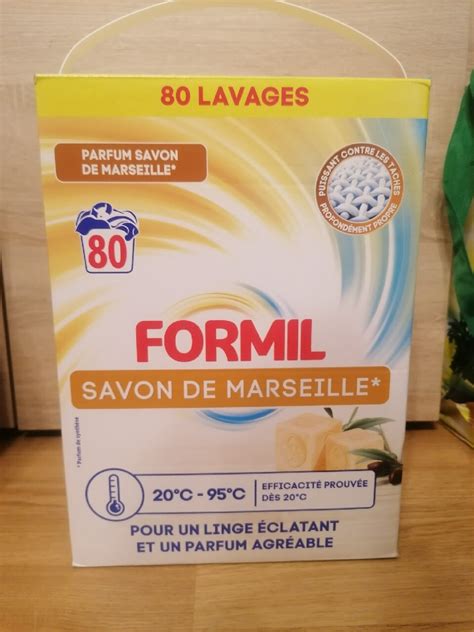 80 LAVAGES
PARFUM SAVON
DE MARSEILLE*
PUISSANT CONTRE LES TACHES
PROFONDÉMENT PROPRE
80
FORMIL
SAVON DE MARSEILLE*
* Parfum de synthèse
20°C - 95°C
EFFICACITÉ PROUVÉE
DÈS 20°C
POUR UN LINGE ÉCLATANT
ET UN PARFUM AGRÉABLE